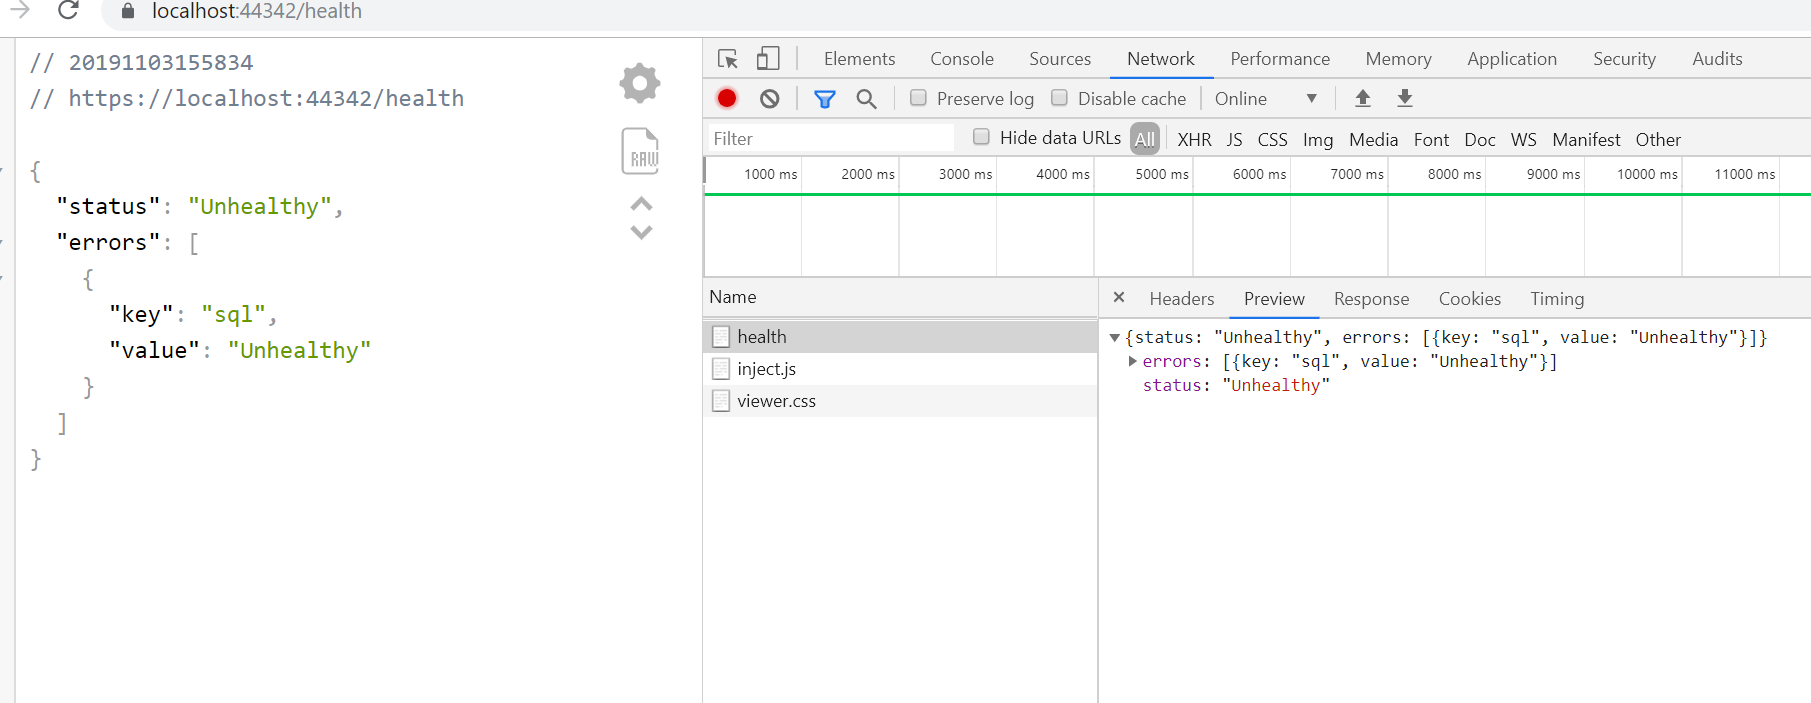 localhost:44342/health
// 20191103155834
// https://localhost:44342/health
RAW
{
"status": "Unhealthy",
"errors": [
{
"key": "sql",
"value": "Unhealthy"
}
]
}
Elements Console Sources Network Performance Memory Application Security Audits
Preserve log Disable cache Online
Filter Hide data URLs All XHR JS CSS Img Media Font Doc WS Manifest Other
1000 ms 2000 ms 3000 ms 4000 ms 5000 ms 6000 ms 7000 ms 8000 ms 9000 ms 10000 ms 11000 ms
Name
health
inject.js
viewer.css
× Headers Preview Response Cookies Timing
{status: "Unhealthy", errors: [{key: "sql", value: "Unhealthy"}]}
errors: [{key: "sql", value: "Unhealthy"}]
status: "Unhealthy"